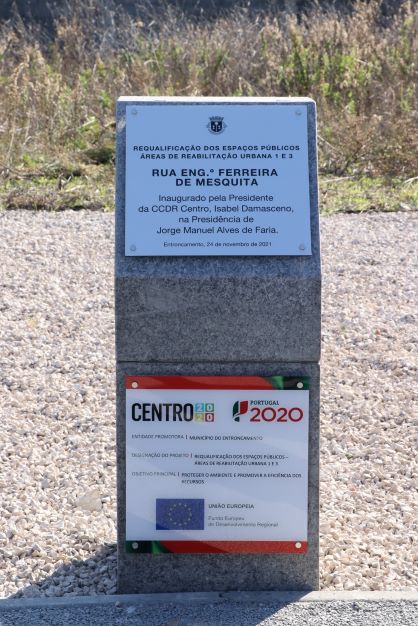 REQUALIFICAÇÃO DOS ESPAÇOS PÚBLICOS
ÁREAS DE REABILITAÇÃO URBANA 1 E 3
RUA ENG.º FERREIRA
DE MESQUITA
Inaugurado pela Presidente
da CCDR Centro, Isabel Damasceno,
na Presidência de
Jorge Manuel Alves de Faria.
Entroncamento, 24 de novembro de 2021
CENTRO 2020
PORTUGAL
2020
ENTIDADE PROMOTORA | MUNICÍPIO DO ENTRONCAMENTO
DESIGNAÇÃO DO PROJETO | REQUALIFICAÇÃO DOS ESPAÇOS PÚBLICOS –
ÁREAS DE REABILITAÇÃO URBANA 1 E 3
OBJETIVO PRINCIPAL | PROTEGER O AMBIENTE E PROMOVER A EFICIÊNCIA DOS
RECURSOS
UNIÃO EUROPEIA
Fundo Europeu
de Desenvolvimento Regional